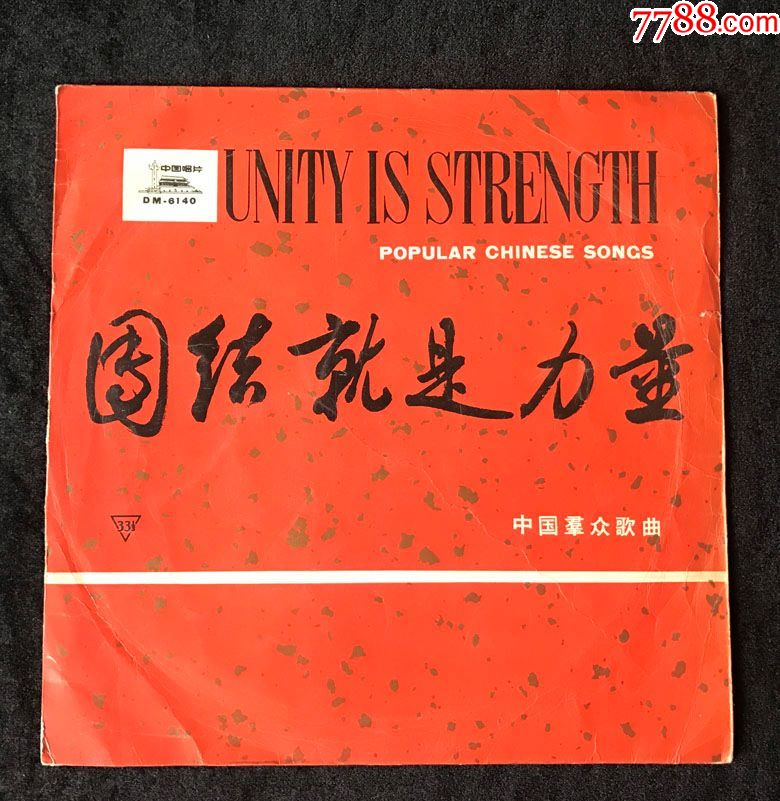 7788.com
中国唱片
DM-6140
UNITY IS STRENGTH
POPULAR CHINESE SONGS
团结就是力量
33⅓
中国羣众歌曲